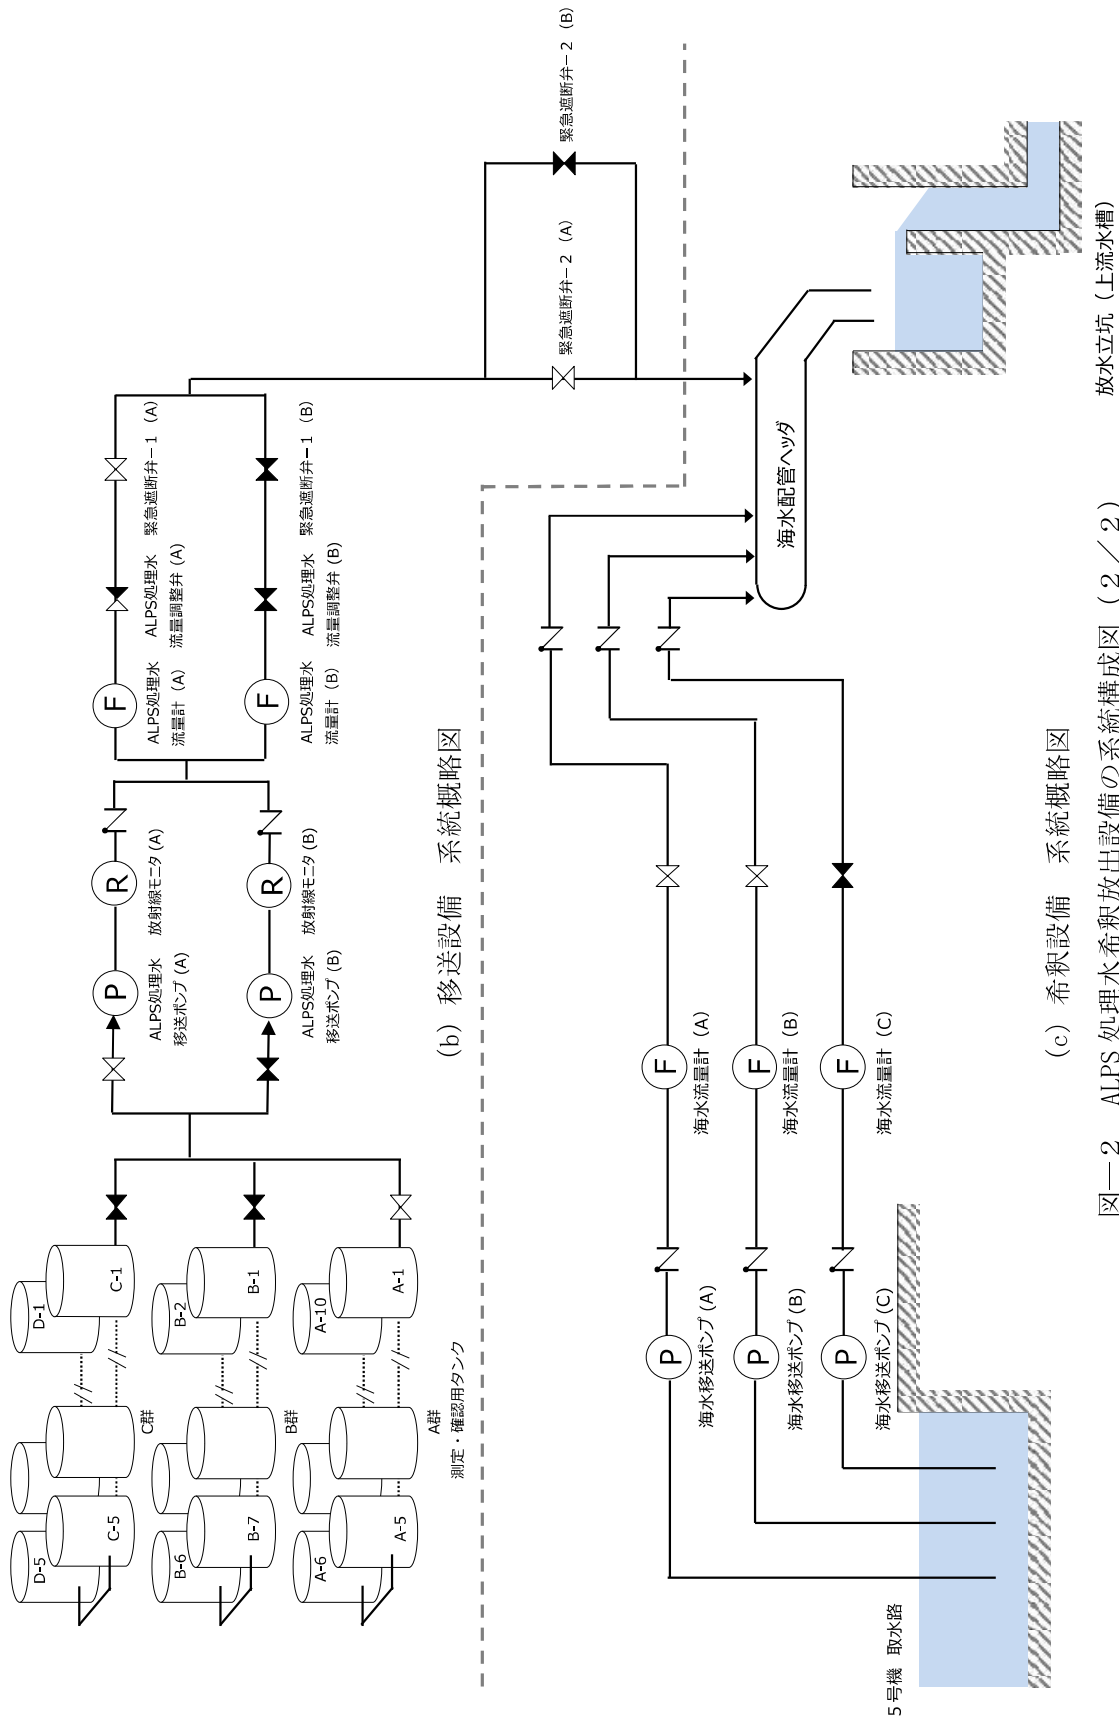 D-5
D-1
C-5
C-1
C群
B-6
B-2
B-7
B-1
B群
A-6
A-10
A-5
A-1
A群
測定・確認用タンク
P
ALPS処理水
移送ポンプ(A)
R
放射線モニタ(A)
F
ALPS処理水
流量計(A)
ALPS処理水
流量調整弁(A)
緊急遮断弁-1(A)
P
ALPS処理水
移送ポンプ(B)
R
放射線モニタ(B)
F
ALPS処理水
流量計(B)
ALPS処理水
流量調整弁(B)
緊急遮断弁-1(B)
緊急遮断弁-2(A)
緊急遮断弁-2(B)
(b) 移送設備 系統概略図
P
海水移送ポンプ(A)
F
海水流量計(A)
P
海水移送ポンプ(B)
F
海水流量計(B)
P
海水移送ポンプ(C)
F
海水流量計(C)
海水配管ヘッダ
5号機 取水路
放水立坑(上流水槽)
(c) 希釈設備 系統概略図
図-2 ALPS処理水希釈放出設備の系統構成図(2/2)